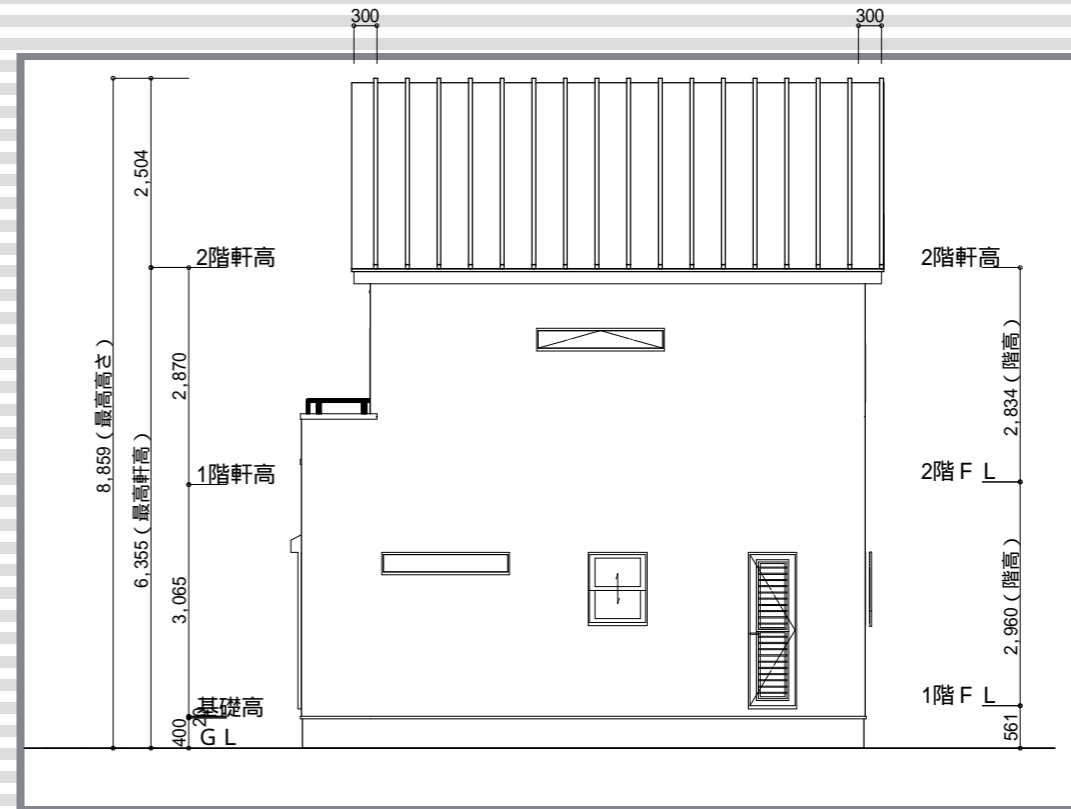 300
300
2,504
2階軒高
2階軒高
8,859（最高高さ）
6,355（最高軒高）
2,870
2,834（階高）
1階軒高
2階ＦＬ
3,065
2,960（階高）
1階ＦＬ
基礎高
20
400
ＧＬ
561